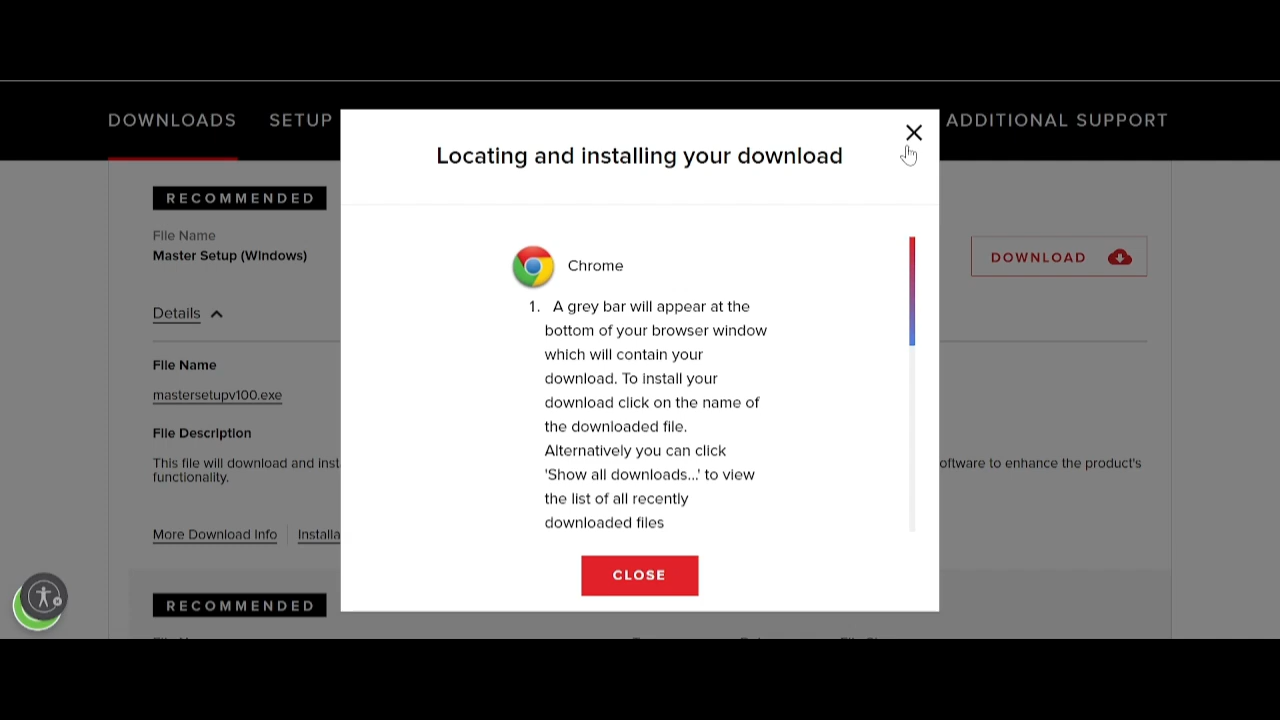 DOWNLOADS SETUP ADDITIONAL SUPPORT
Locating and installing your download
RECOMMENDED
File Name
Master Setup (Windows)
DOWNLOAD
Details
File Name
mastersetupv100.exe
File Description
This file will download and inst
oftware to enhance the product's
functionality.
More Download Info Installa
RECOMMENDED
Chrome
1. A grey bar will appear at the
bottom of your browser window
which will contain your
download. To install your
download click on the name of
the downloaded file.
Alternatively you can click
'Show all downloads...' to view
the list of all recently
downloaded files
CLOSE